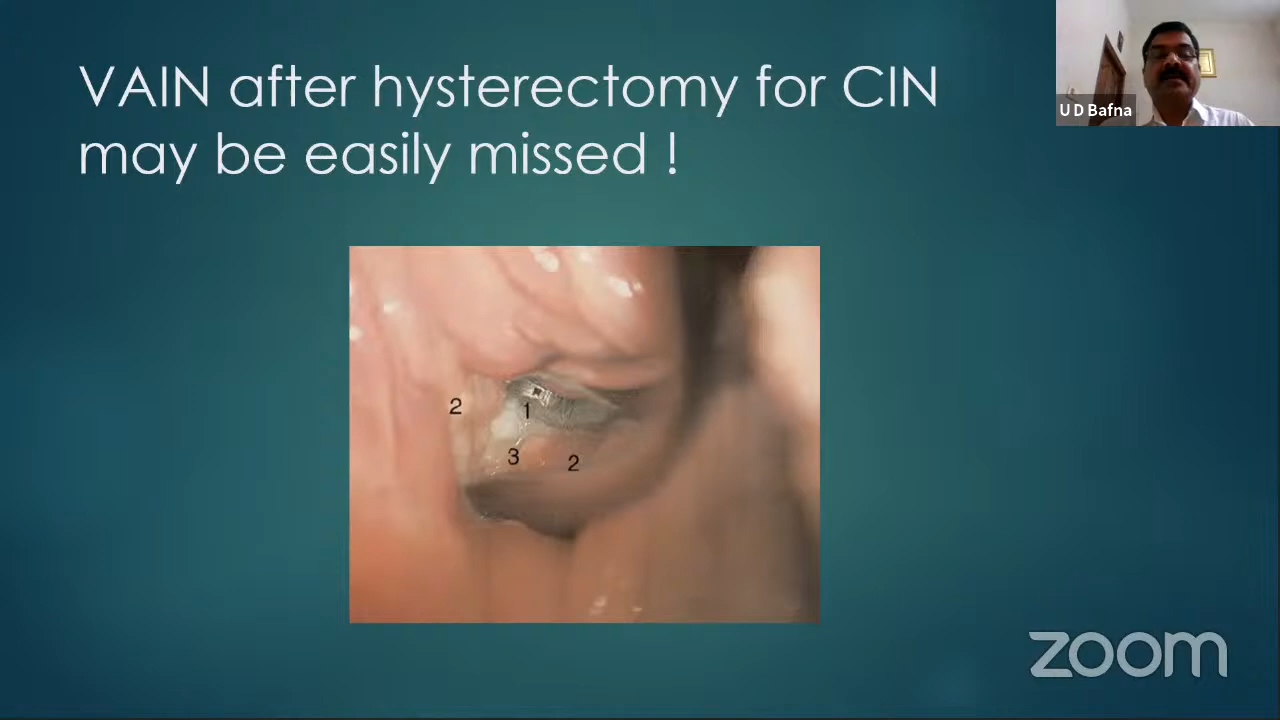 VAIN after hysterectomy for CIN
may be easily missed !
U D Bafna
2
1
3
2
zoom